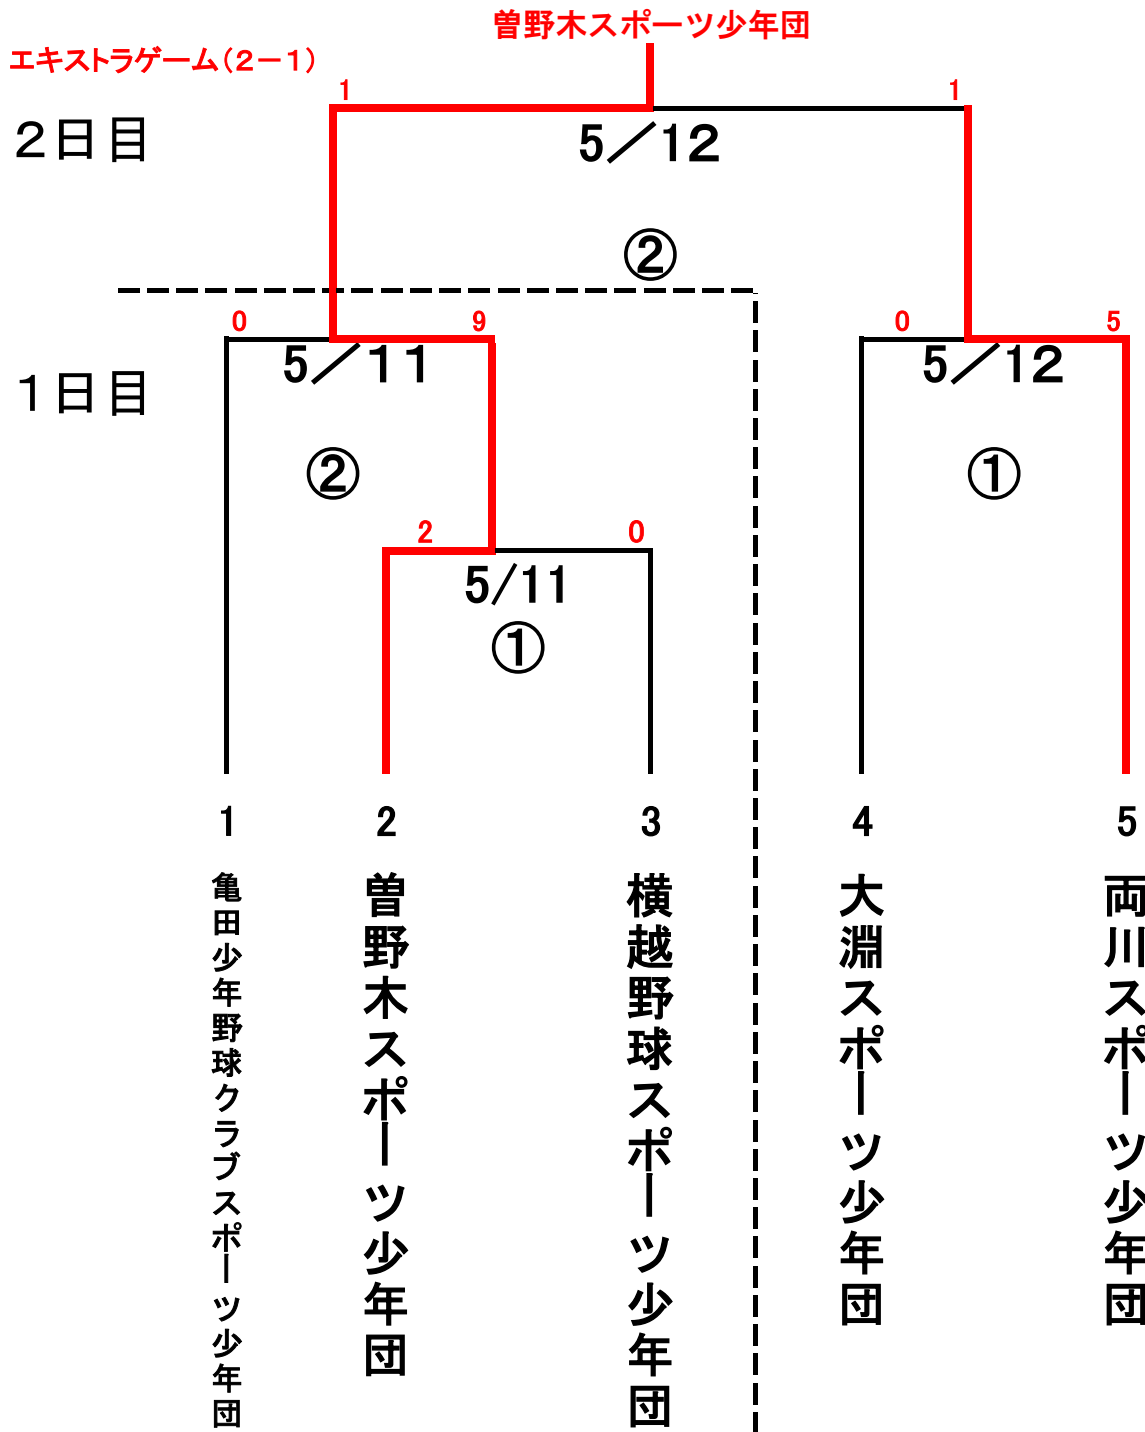 曽野木スポーツ少年団
エキストラゲーム(2－1)
1
1
２日目
5／12
②
0
9
0
5
5／11
5／12
１日目
②
①
2
0
5/11
①
1
2
3
4
5
亀田少年野球クラブスポーツ少年団
曽野木スポーツ少年団
横越野球スポーツ少年団
大淵スポーツ少年団
両川スポーツ少年団